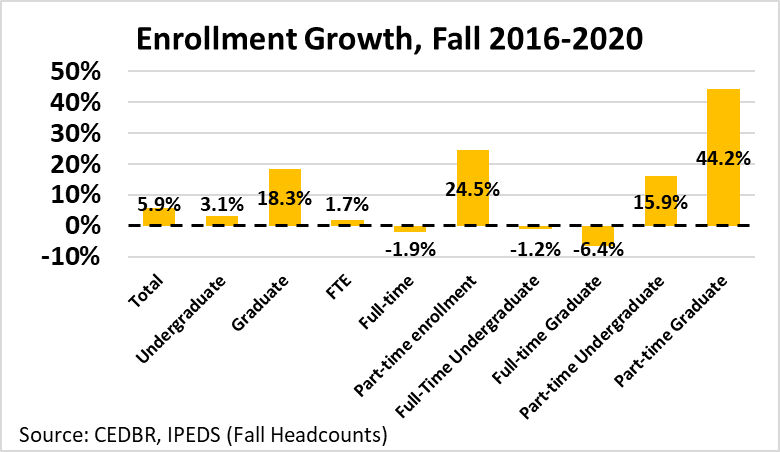 Enrollment Growth, Fall 2016-2020
50%
40%
30%
20%
10%
0%
-10%
5.9%
3.1%
18.3%
1.7%
-1.9%
24.5%
-1.2%
-6.4%
15.9%
44.2%
Total
Undergraduate
Graduate
FTE
Full-time
Part-time enrollment
Full-Time Undergraduate
Full-time Graduate
Part-time Undergraduate
Part-time Graduate
Source: CEDBR, IPEDS (Fall Headcounts)